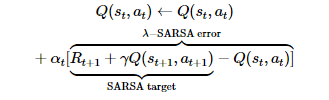 Q(s_t, a_t) ← Q(s_t, a_t)
λ−SARSA error
+ α_t[R_{t+1} + γQ(s_{t+1}, a_{t+1}) − Q(s_t, a_t)]
SARSA target